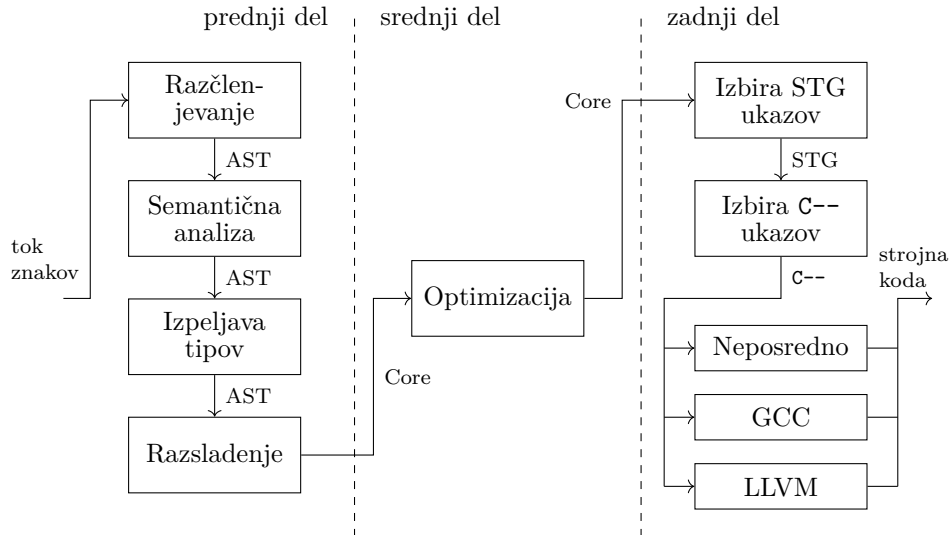 prednji del
srednji del
zadnji del
tok
znakov
Razčlen-
jevanje
AST
Semantična
analiza
AST
Izpeljava
tipov
AST
Razsladenje
Core
Optimizacija
Core
Izbira STG
ukazov
STG
Izbira C--
ukazov
C--
Neposredno
GCC
LLVM
strojna
koda